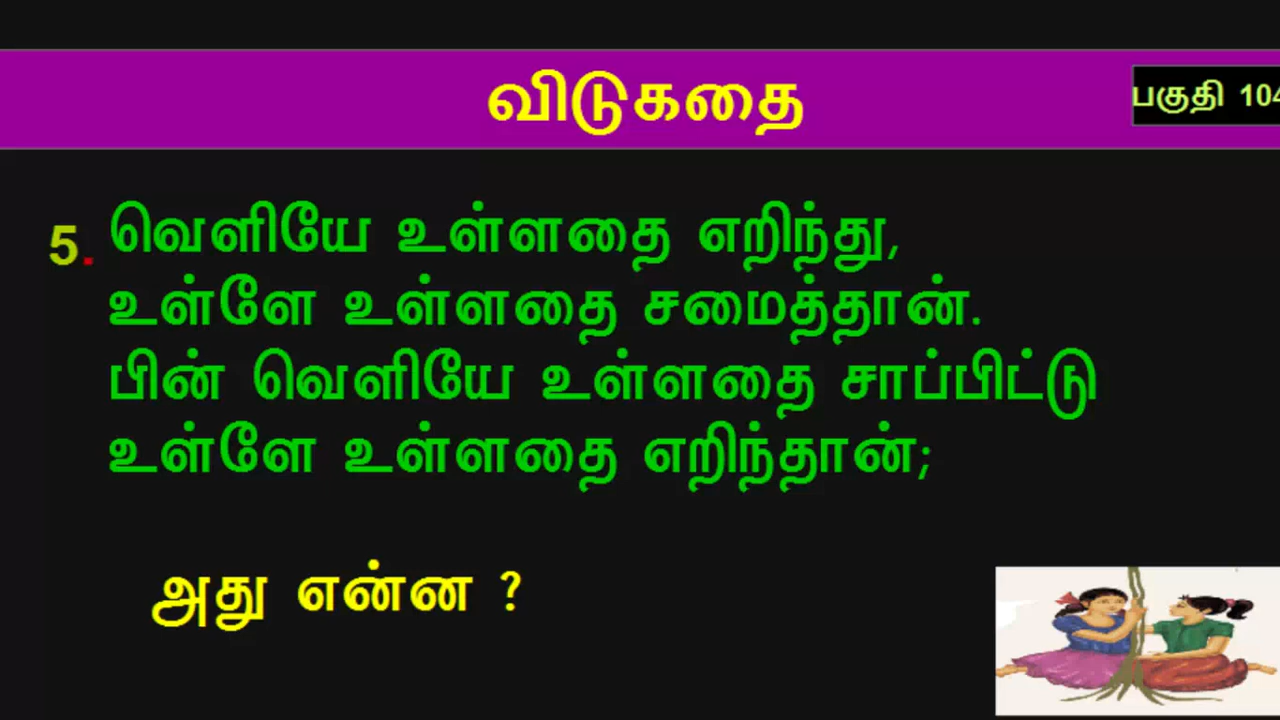 விடுகதை
பகுதி 104
5. வெளியே உள்ளதை எறிந்து,
உள்ளே உள்ளதை சமைத்தான்.
பின் வெளியே உள்ளதை சாப்பிட்டு
உள்ளே உள்ளதை எறிந்தான்;
அது என்ன ?